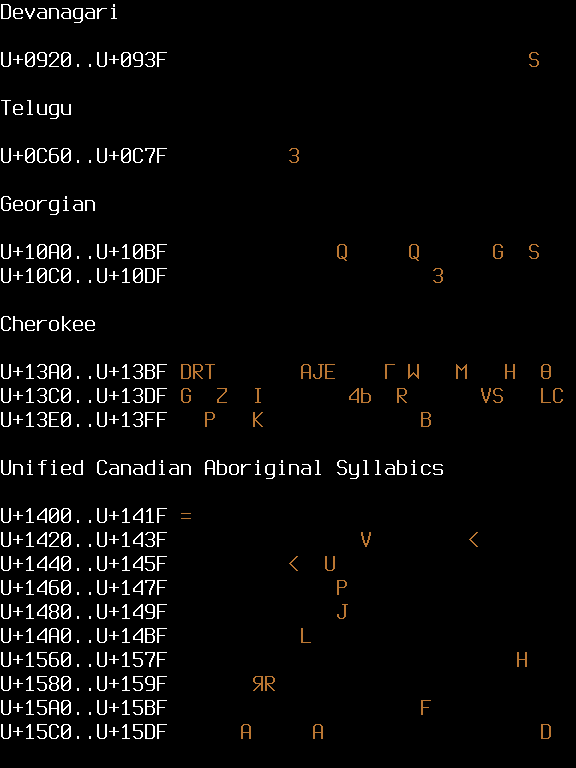 Devanagari
U+0920..U+093F S
Telugu
U+0C60..U+0C7F 3
Georgian
U+10A0..U+10BF Q Q G S
U+10C0..U+10DF 3
Cherokee
U+13A0..U+13BF DRT AJE Γ W M H θ
U+13C0..U+13DF G Z I 4b R VS LC
U+13E0..U+13FF P K B
Unified Canadian Aboriginal Syllabics
U+1400..U+141F =
U+1420..U+143F V <
U+1440..U+145F < U
U+1460..U+147F P
U+1480..U+149F J
U+14A0..U+14BF L
U+1560..U+157F H
U+1580..U+159F ЯR
U+15A0..U+15BF F
U+15C0..U+15DF A A D